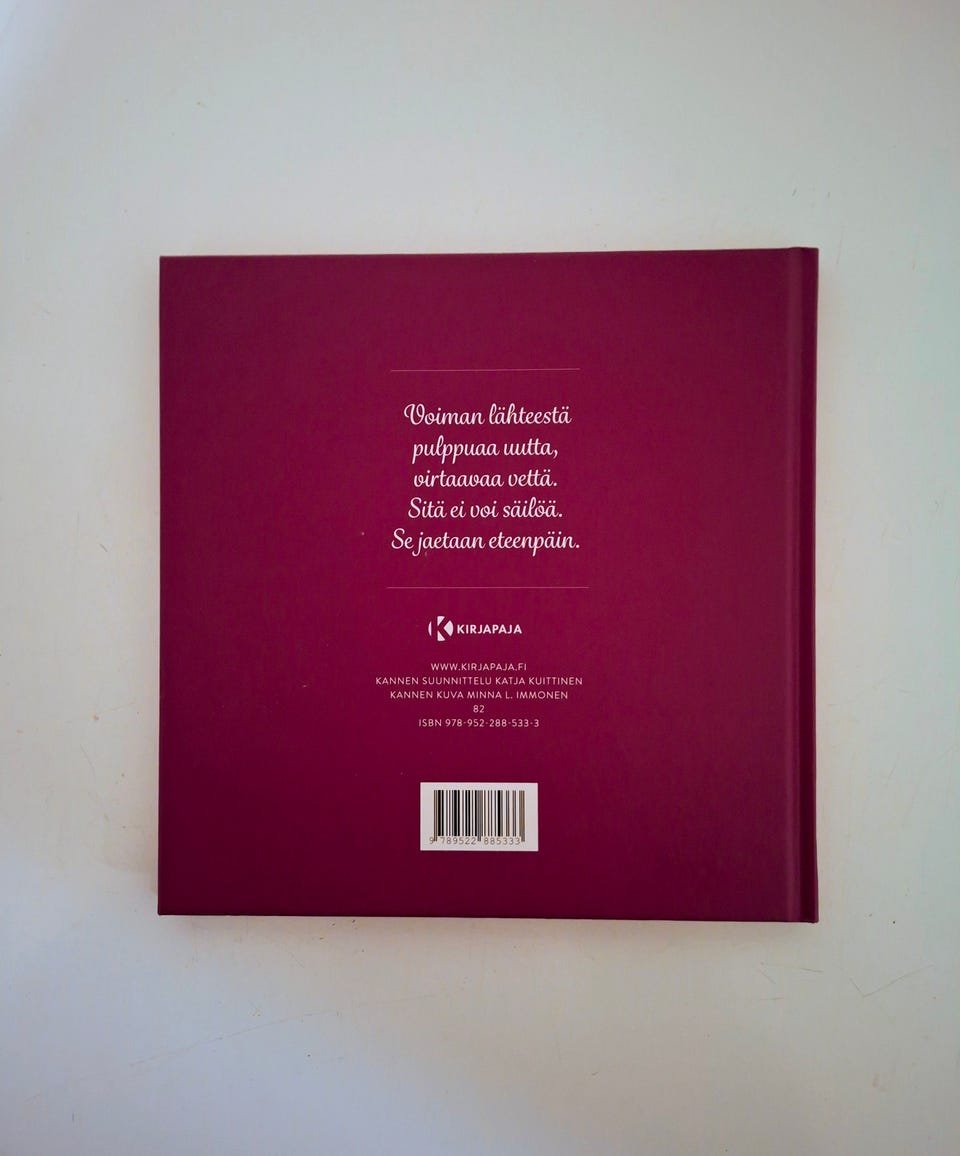 Voiman lähteestä
pulppuaa uutta,
virtaavaa vettä.
Sitä ei voi säilöä.
Se jaetaan eteenpäin.
KIRJAPAJA
WWW.KIRJAPAJA.FI
KANNEN SUUNNITTELU KATJA KUITTINEN
KANNEN KUVA MINNA L. IMMONEN
82
ISBN 978-952-288-533-3
9 789522 885333